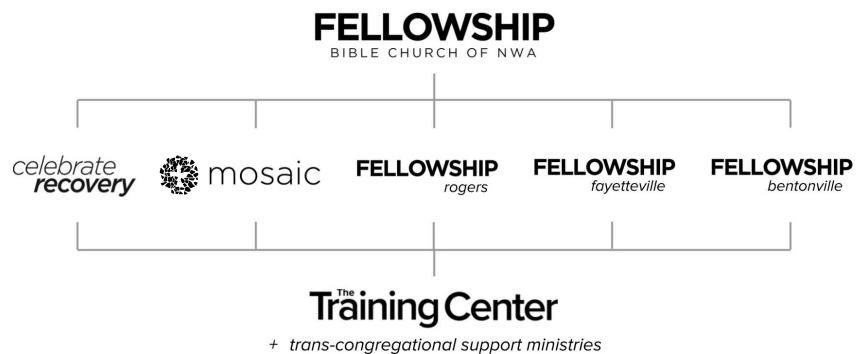 FELLOWSHIP
BIBLE CHURCH OF NWA
celebrate
recovery
mosaic
FELLOWSHIP
rogers
FELLOWSHIP
fayetteville
FELLOWSHIP
bentonville
The
Training Center
+ trans-congregational support ministries